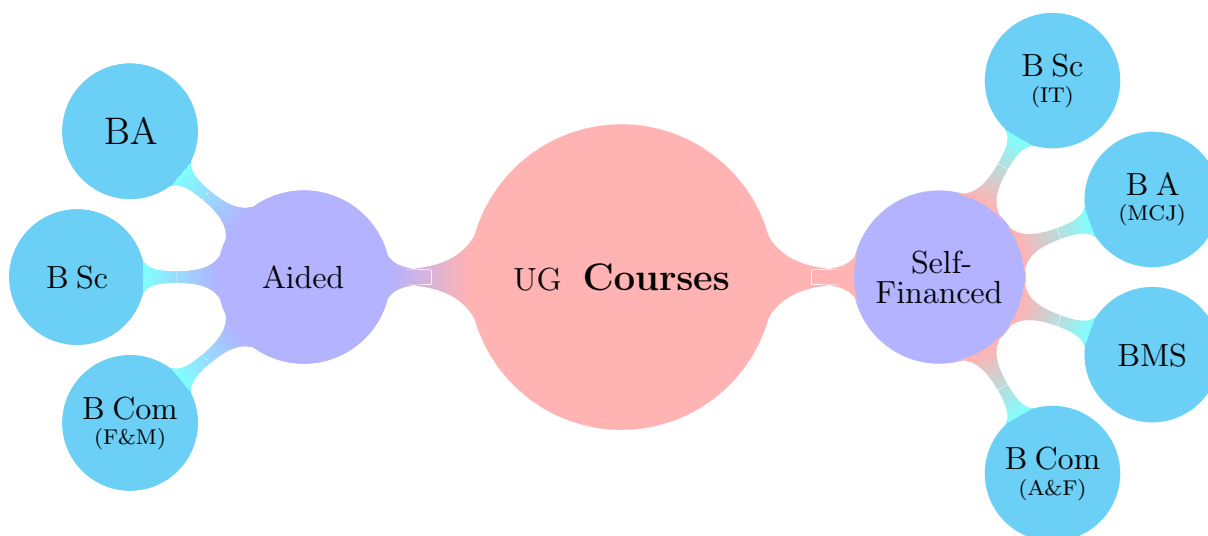 BA
B Sc
B Com
(F&M)
Aided
UG Courses
Self-
Financed
B Sc
(IT)
B A
(MCJ)
BMS
B Com
(A&F)